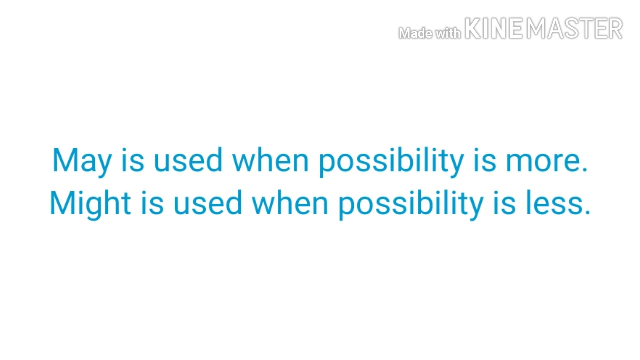 Made with KINEMASTER
May is used when possibility is more.
Might is used when possibility is less.